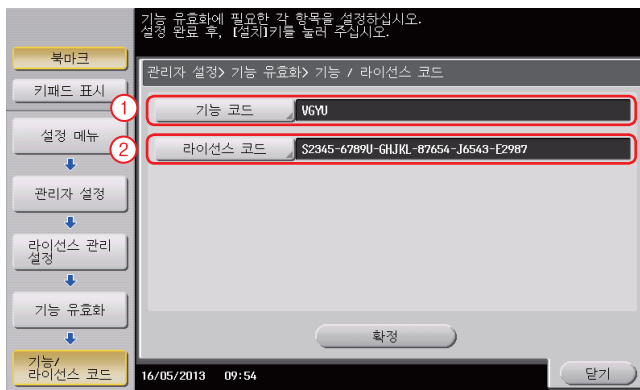 기능 유효화에 필요한 각 항목을 설정하십시오.
설정 완료 후, [설치]키를 눌러 주십시오.
북마크
키패드 표시
설정 메뉴
관리자 설정
라이선스 관리
설정
기능 유효화
기능/
라이선스 코드
관리자 설정> 기능 유효화> 기능 / 라이선스 코드
1
기능 코드
VGYU
2
라이선스 코드
S2345-6789U-GHJKL-87654-J6543-E2987
확정
16/05/2013 09:54
닫기